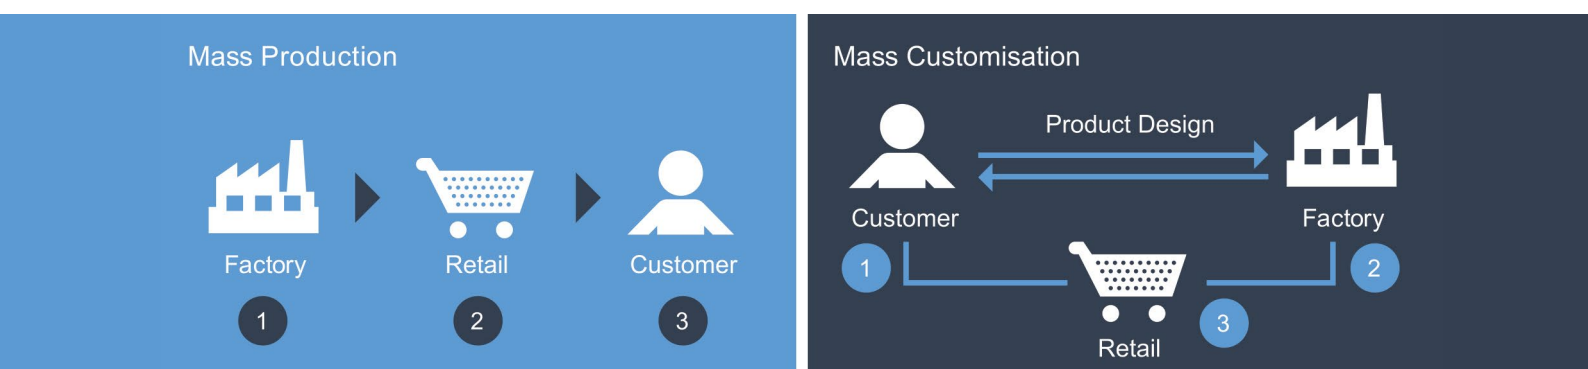 Mass Production
Factory
Retail
Customer
1
2
3
Mass Customisation
Product Design
Customer
Factory
1
2
3
Retail